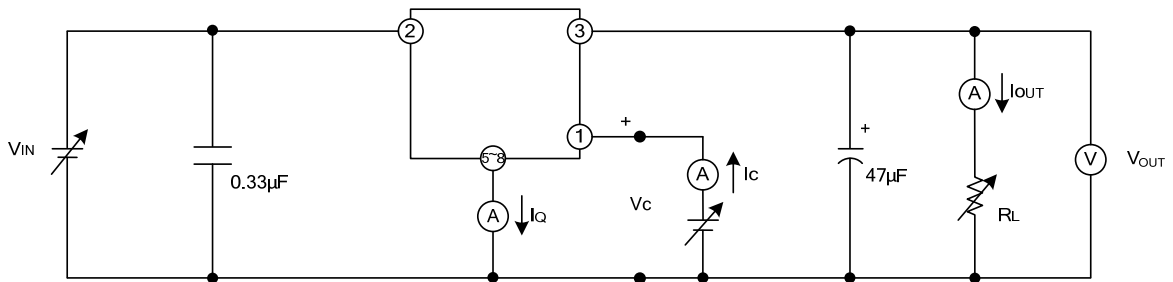 2
3
VIN
0.33µF
5~8
A
IQ
1
+
VC
A
IC
+
47µF
A
IOUT
RL
V
VOUT